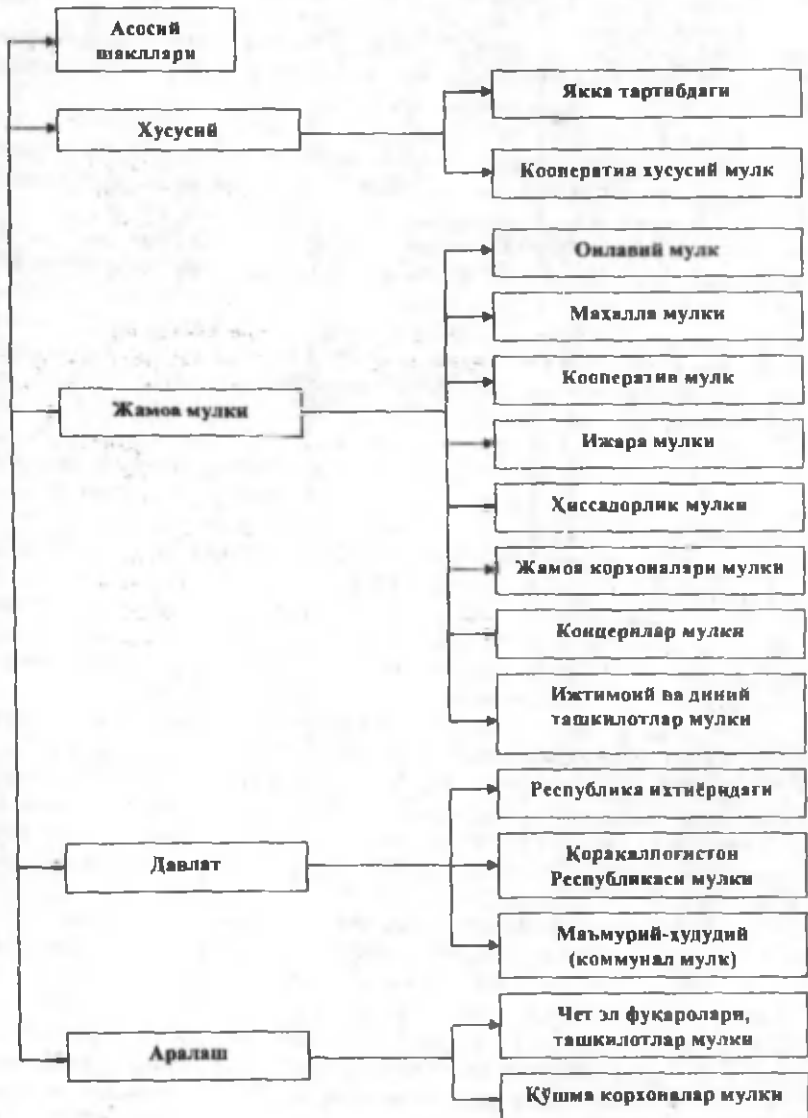 Асосий
шакллари
Хусусий
Якка тартибдаги
Кооператив хусусий мулк
Жамоа мулки
Оилавий мулк
Махалла мулки
Кооператив мулк
Ижара мулки
Ҳиссадорлик мулки
Жамоа корхоналари мулки
Концернлар мулки
Ижтимоий ва диний
ташкилотлар мулки
Давлат
Республика ихтиёридаги
Қорақалпоғистон
Республикаси мулки
Маъмурий-ҳудудий
(коммунал мулк)
Аралаш
Чет эл фуқаролари,
ташкилотлар мулки
Қўшма корхоналар мулки